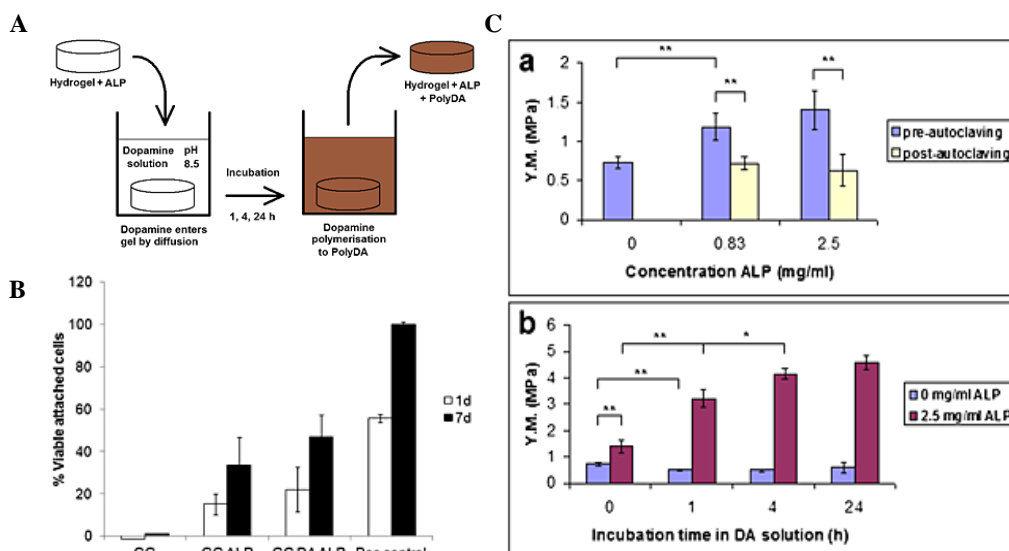 A
Hydrogel + ALP
Dopamine pH
solution 8.5
Dopamine enters
gel by diffusion
Incubation
1, 4, 24 h
Hydrogel + ALP
+ PolyDA
Dopamine
polymerisation
to PolyDA
B
% Viable attached cells
120
100
80
60
40
20
0
1d
7d
ALP
DA ALP
control
C
a
Y.M. (MPa)
2
1.5
1
0.5
0
**
**
**
0
0.83
2.5
Concentration ALP (mg/ml)
pre-autoclaving
post-autoclaving
b
Y.M. (MPa)
6
5
4
3
2
1
0
**
*
**
**
0
1
4
24
Incubation time in DA solution (h)
0 mg/ml ALP
2.5 mg/ml ALP